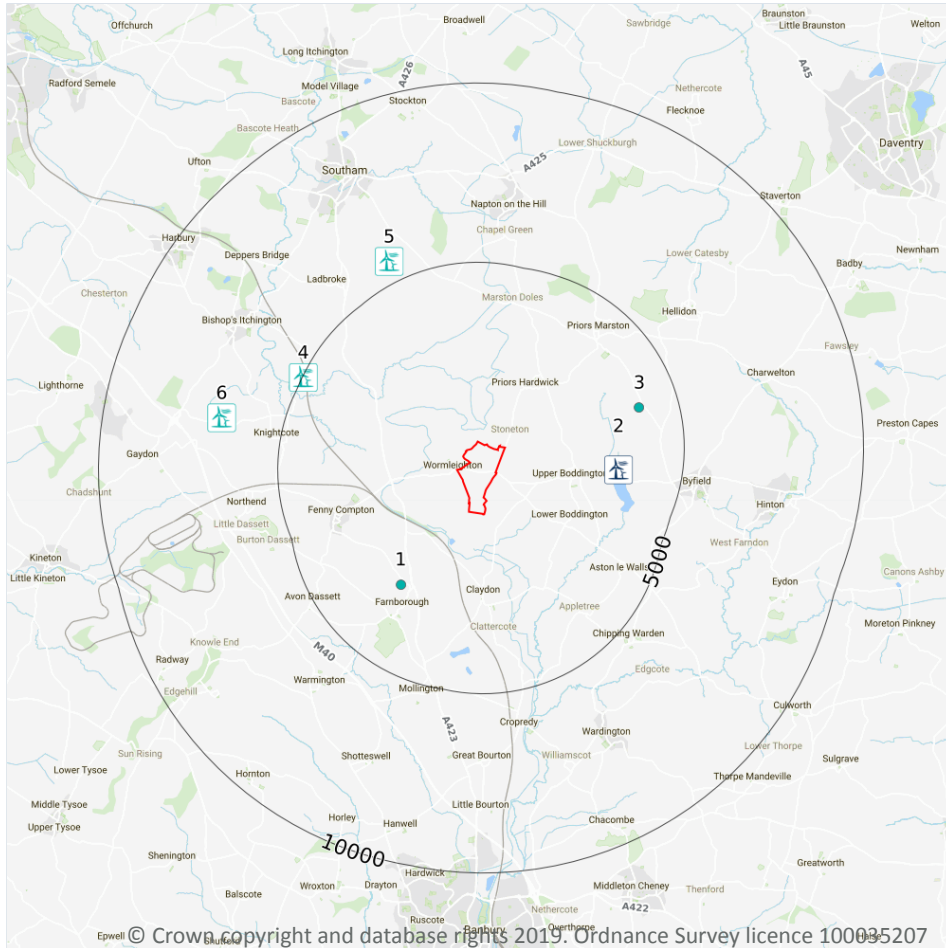 Offchurch
Broadwell
Sawbridge
Braunston
Little Braunston
Welton
Long Itchington
A426
A45
Radford Semele
Model Village
Bascote
Stockton
Nethercote
Flecknoe
Bascote Heath
Lower Shuckburgh
Daventry
Ufton
Southam
A425
Staverton
Napton on the Hill
Chapel Green
5
Harbury
Deppers Bridge
Lower Catesby
Newnham
Badby
Ladbroke
Chesterton
Marston Doles
Hellidon
Bishop's Itchington
Priors Marston
Fawsley
4
Lighthorne
6
Priors Hardwick
3
Charwelton
2
Preston Capes
Knightcote
Stoneton
Gaydon
Wormleighton
Upper Boddington
Byfield
Chadshunt
Northend
Fenny Compton
Lower Boddington
Hinton
Little Dassett
Burton Dassett
West Farndon
5000
Kineton
Little Kineton
1
Aston le Walls
Canons Ashby
Avon Dassett
Farnborough
Claydon
Appletree
Eydon
Clattercote
Chipping Warden
Moreton Pinkney
Knowle End
M40
Radway
Edgcote
Warmington
Mollington
Edgehill
A423
Cropredy
Culworth
Wardington
Sun Rising
Shotteswell
Great Bourton
Williamscot
Lower Thorpe
Sulgrave
Lower Tysoe
Hornton
Thorpe Mandeville
Middle Tysoe
Upper Tysoe
Little Bourton
Horley
Hanwell
Chacombe
10000
Shenington
Hardwick
Greatworth
Wroxton
Drayton
Middleton Cheney
Thenford
Balscote
Nethercote
A422
Ruscote
Banbury
Overthorpe
Epwell
© Crown copyright and database rights 2019. Ordnance Survey licence 100035207